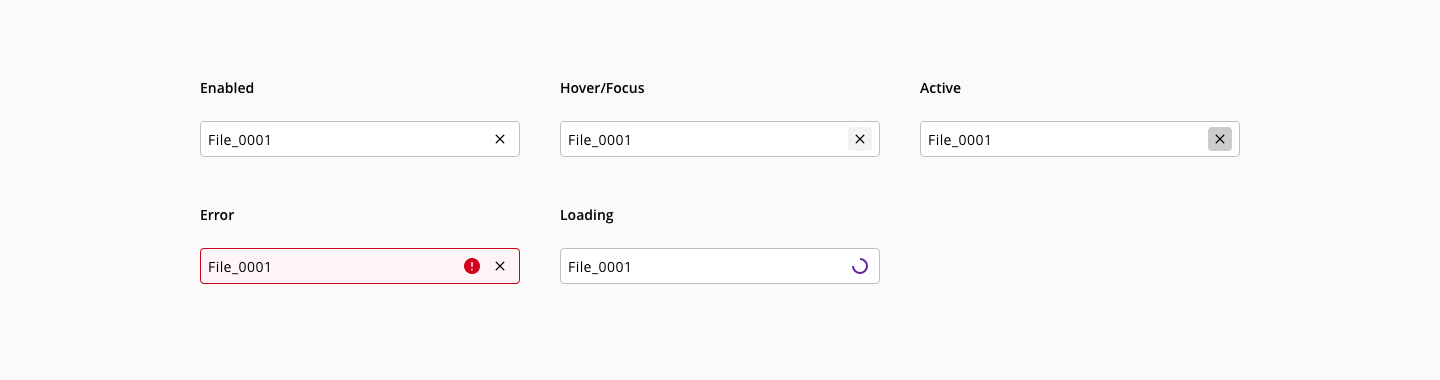 Enabled
Hover/Focus
Active
File_0001
File_0001
File_0001
Error
Loading
File_0001
File_0001